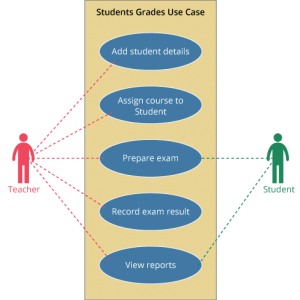 Students Grades Use Case
Add student details
Assign course to
Student
Prepare exam
Teacher
Student
Record exam result
View reports